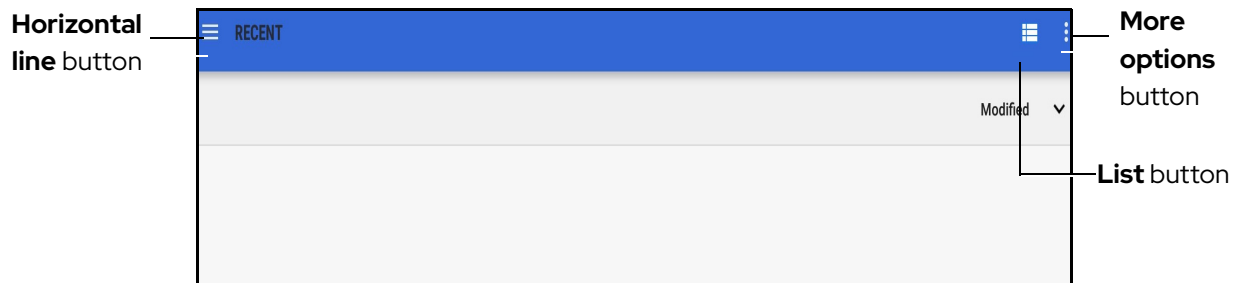 Horizontal
line button
RECENT
More
options
button
Modified
List button